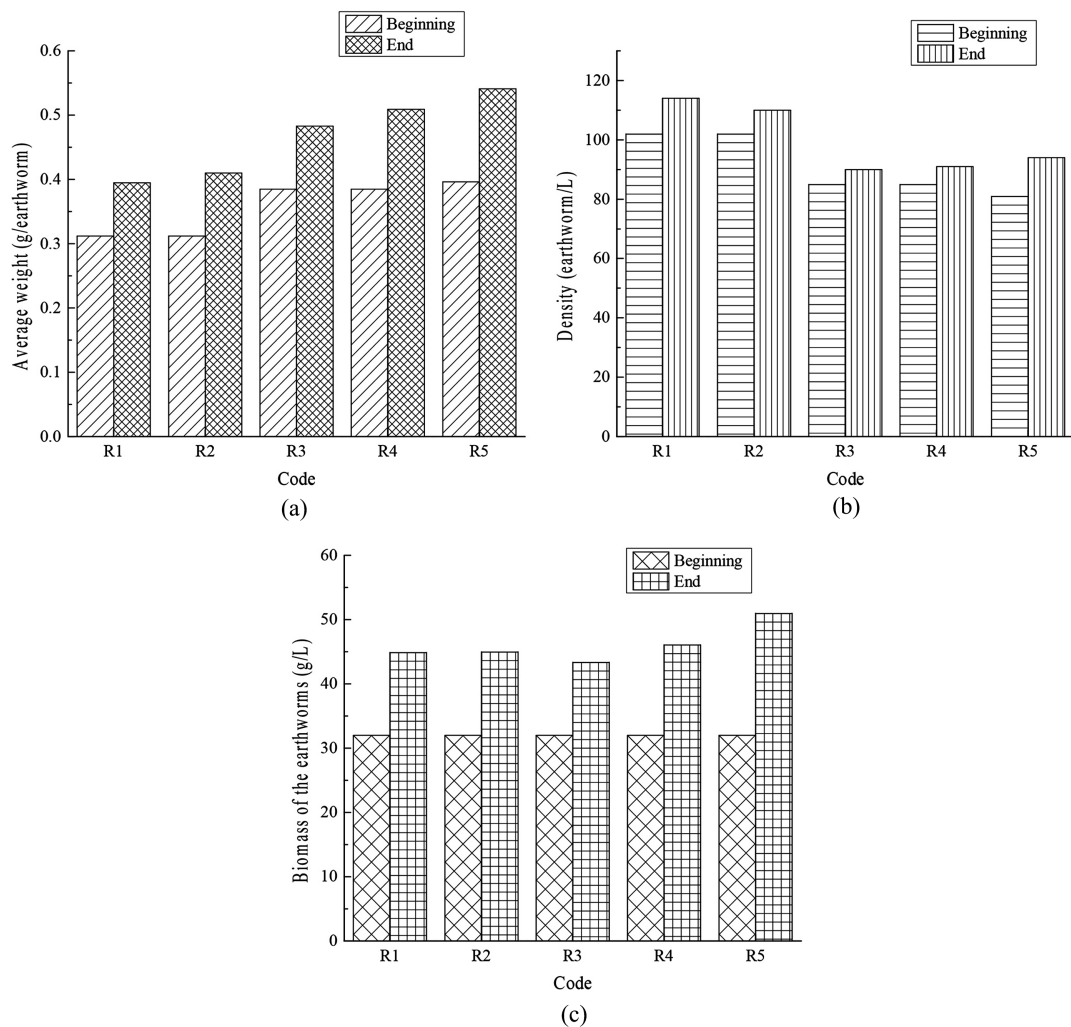 Beginning
End
0.6
0.5
0.4
0.3
0.2
0.1
0.0
Average weight (g/earthworm)
R1 R2 R3 R4 R5
Code
(a)
Beginning
End
120
100
80
60
40
20
0
Density (earthworm/L)
R1 R2 R3 R4 R5
Code
(b)
Beginning
End
60
50
40
30
20
10
0
Biomass of the earthworms (g/L)
R1 R2 R3 R4 R5
Code
(c)